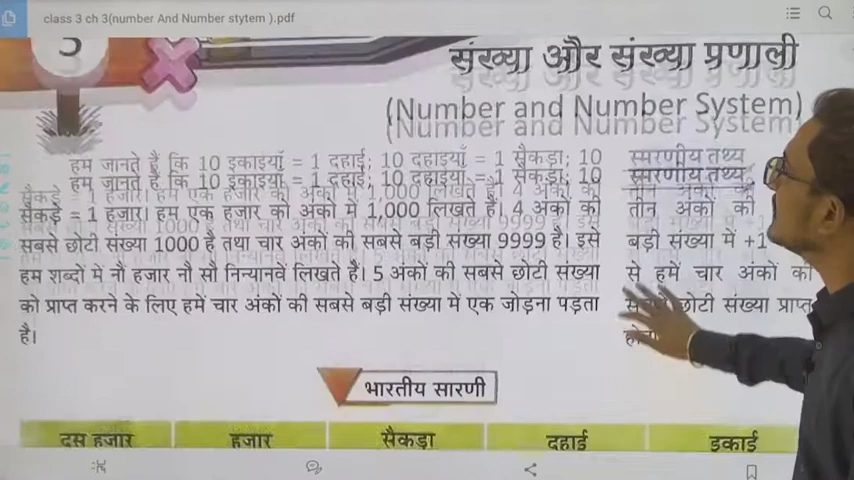 class 3 ch 3(number And Number stytem ).pdf
3
संख्या और संख्या प्रणाली
(Number and Number System)
हम जानते हैं कि 10 इकाइयाँ = 1 दहाई; 10 दहाइयाँ = 1 सैकड़ा; 10
सैकड़े = 1 हजार। हम एक हजार को अंकों में 1,000 लिखते हैं। 4 अंकों की
सबसे छोटी संख्या 1000 है तथा चार अंकों की सबसे बड़ी संख्या 9999 है। इसे
हम शब्दों में नौ हजार नौ सौ निन्यानवे लिखते हैं। 5 अंकों की सबसे छोटी संख्या
को प्राप्त करने के लिए हमें चार अंकों की सबसे बड़ी संख्या में एक जोड़ना पड़ता
है।
स्मरणीय तथ्य
तीन अंकों की
बड़ी संख्या में +1
से हमें चार अंकों की
सबसे छोटी संख्या प्राप्त
भारतीय सारणी
दस हजार हजार सैकड़ा दहाई इकाई